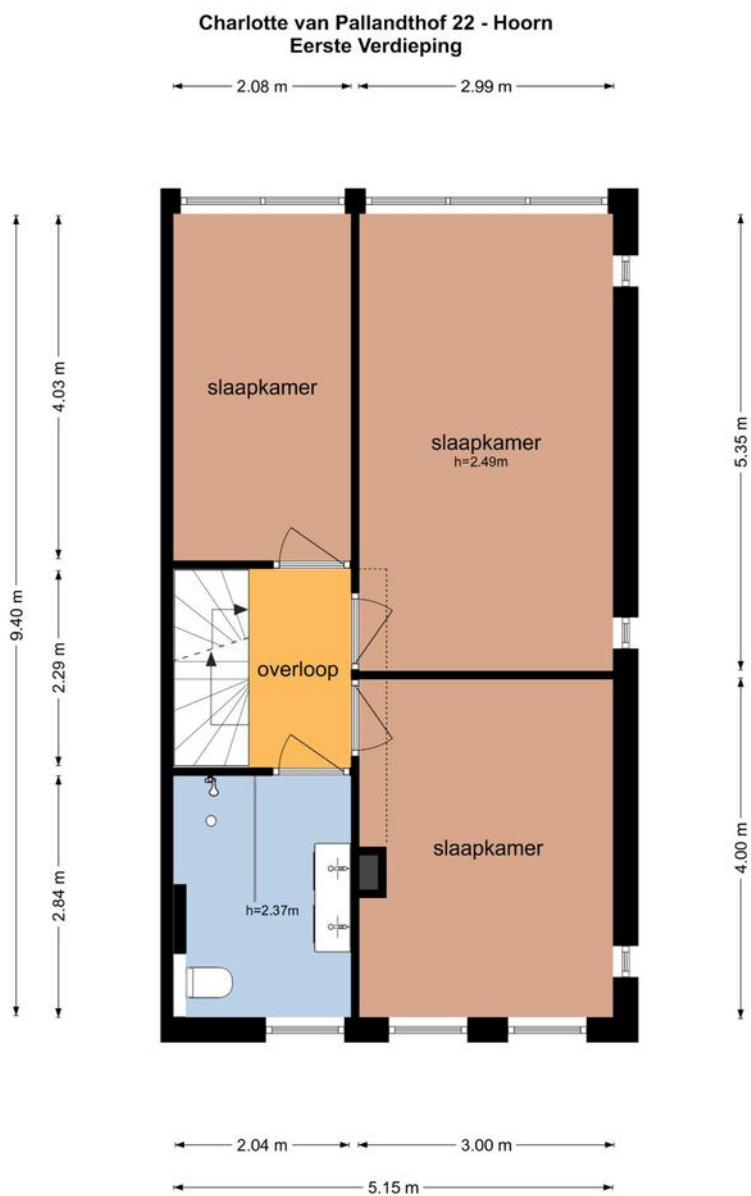 Charlotte van Pallandthof 22 - Hoorn
Eerste Verdieping
2.08 m
2.99 m
slaapkamer
slaapkamer
h=2.49m
4.03 m
5.35 m
9.40 m
2.29 m
overloop
slaapkamer
4.00 m
2.84 m
h=2.37m
2.04 m
3.00 m
5.15 m